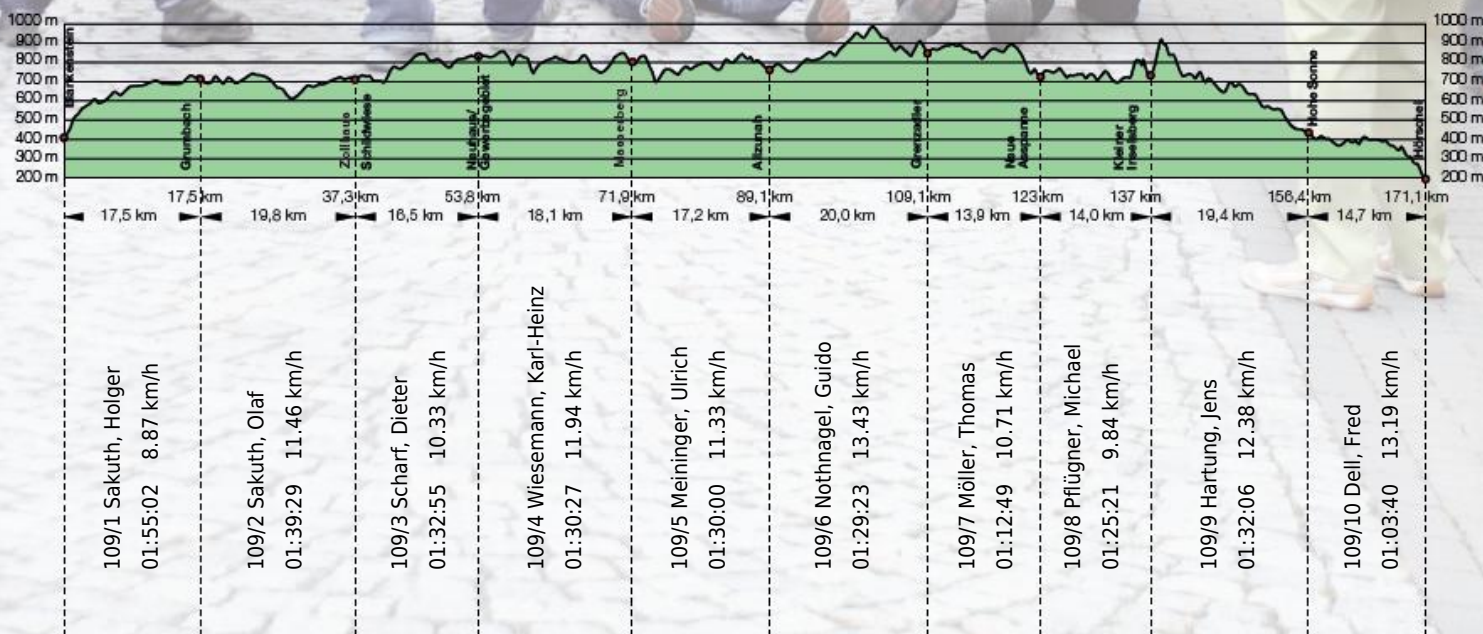 1000 m
900 m
800 m
700 m
600 m
500 m
400 m
300 m
200 m
1000 m
900 m
800 m
700 m
600 m
500 m
400 m
300 m
200 m
Blankenstein
Grumbach
Zollhaus
Schildwiese
Neuhaus/
Masserberg
Allzunah
Grenzadler
Neue
Ausspanne
Kleiner
Inselsberg
Hohe Sonne
Hörschel
17,5 km 37,3 km 53,8 km 71,9 km 89,1 km 109,1 km 123 km 137 km 156,4 km 171,1 km
17,5 km 19,8 km 16,5 km 18,1 km 17,2 km 20,0 km 13,9 km 14,0 km 19,4 km 14,7 km
109/1 Sakuth, Holger
01:55:02 8.87 km/h
109/2 Sakuth, Olaf
01:39:29 11.46 km/h
109/3 Scharf, Dieter
01:32:55 10.33 km/h
109/4 Wiesemann, Karl-Heinz
01:30:27 11.94 km/h
109/5 Meininger, Ulrich
01:30:00 11.33 km/h
109/6 Nothnagel, Guido
01:29:23 13.43 km/h
109/7 Möller, Thomas
01:12:49 10.71 km/h
109/8 Pflügner, Michael
01:25:21 9.84 km/h
109/9 Hartung, Jens
01:32:06 12.38 km/h
109/10 Dell, Fred
01:03:40 13.19 km/h